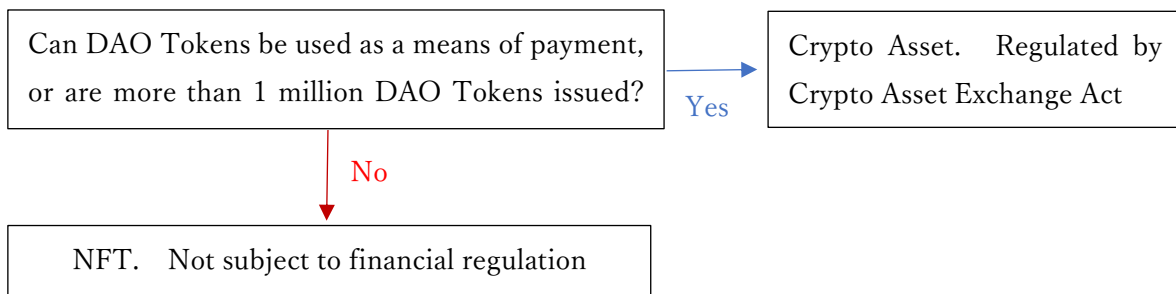 Can DAO Tokens be used as a means of payment,
or are more than 1 million DAO Tokens issued?
Crypto Asset. Regulated by
Crypto Asset Exchange Act
Yes
No
NFT. Not subject to financial regulation